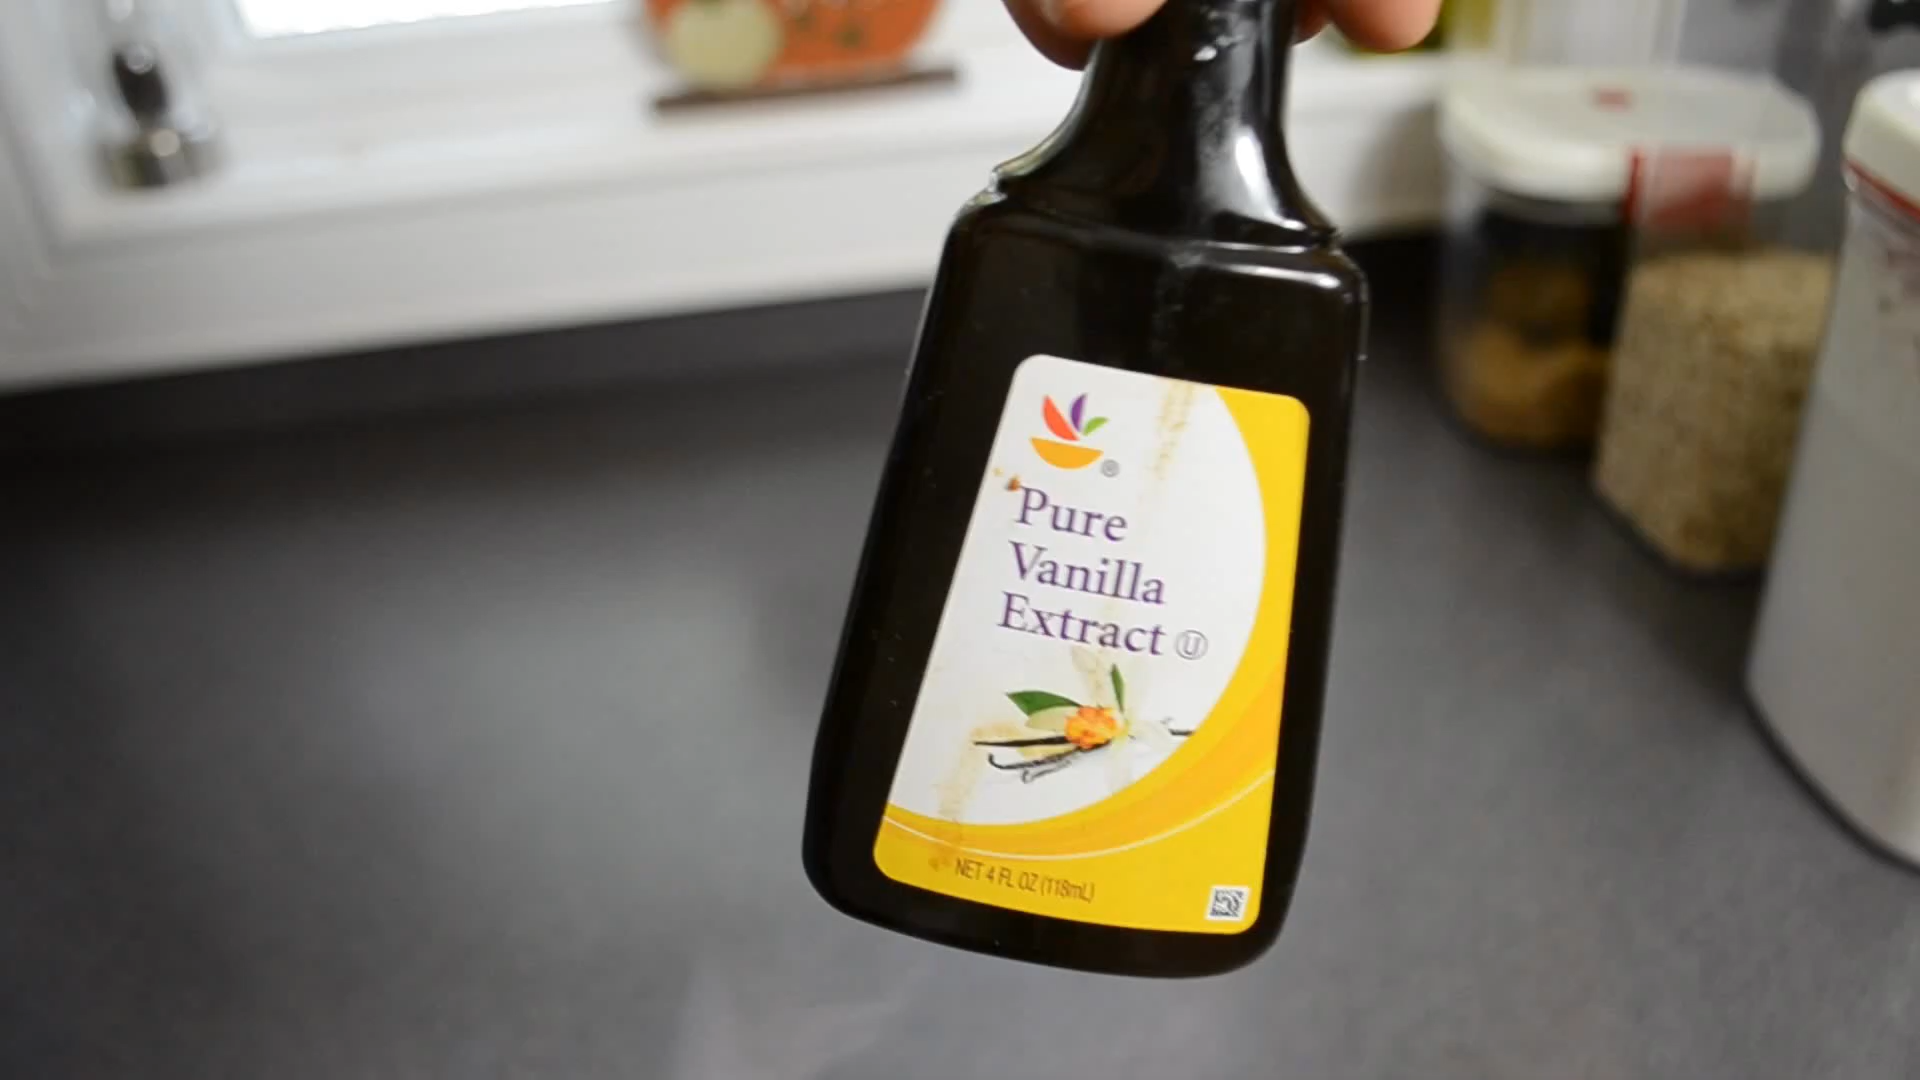 ®
Pure
Vanilla
Extract Ⓤ
NET 4 FL OZ (118mL)